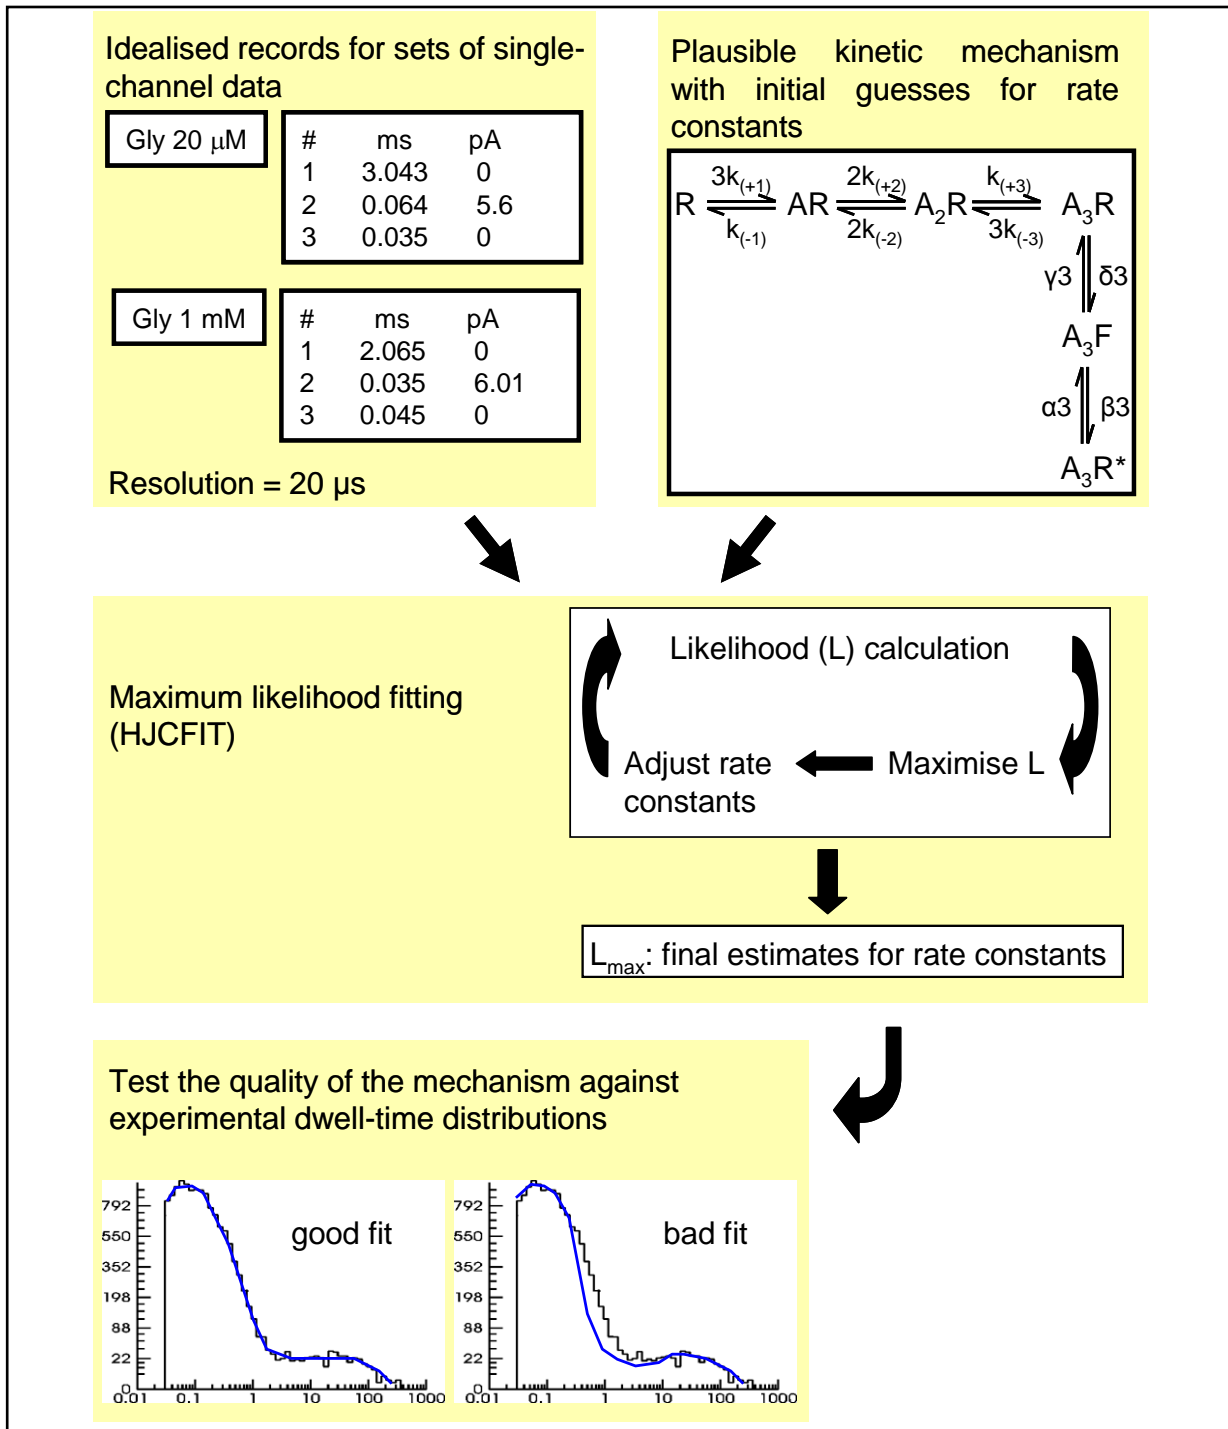 Idealised records for sets of single-
channel data
Gly 20 μM
# ms pA
1 3.043 0
2 0.064 5.6
3 0.035 0
Gly 1 mM
# ms pA
1 2.065 0
2 0.035 6.01
3 0.045 0
Resolution = 20 µs
Plausible kinetic mechanism
with initial guesses for rate
constants
3k(+1) 2k(+2) k(+3)
R AR A2R A3R
k(-1) 2k(-2) 3k(-3)
γ3 δ3
A3F
α3 β3
A3R*
Maximum likelihood fitting
(HJCFIT)
Likelihood (L) calculation
Adjust rate
constants
Maximise L
Lmax: final estimates for rate constants
Test the quality of the mechanism against
experimental dwell-time distributions
792
550
352
198
88
22
0
0.01 0.1 1 10 100 1000
good fit
792
550
352
198
88
22
0
0.01 0.1 1 10 100 1000
bad fit